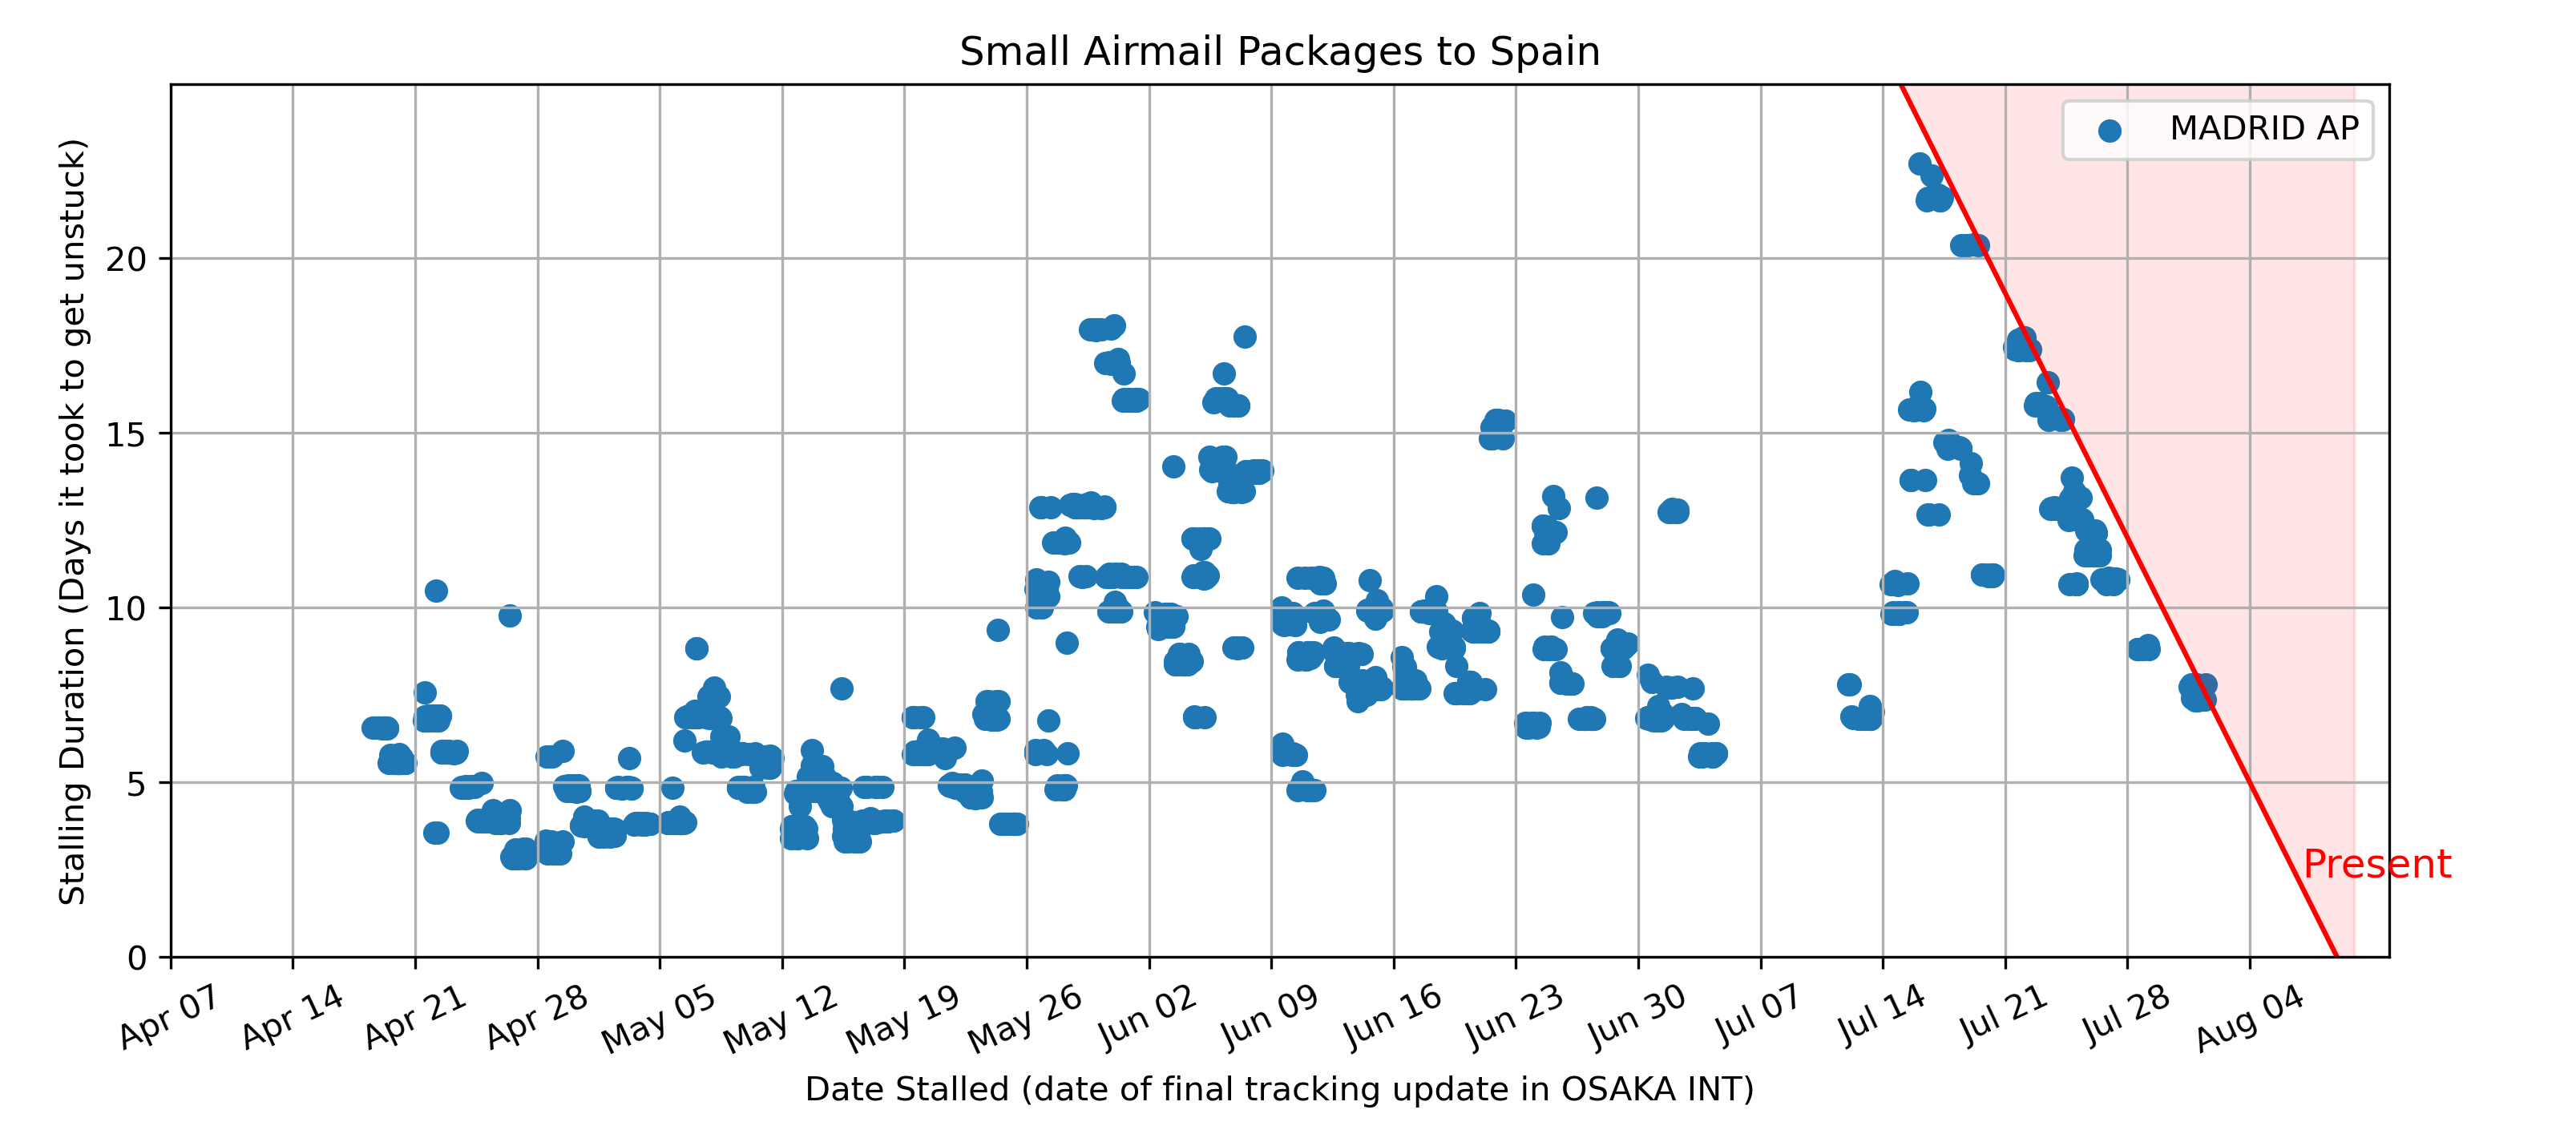 Small Airmail Packages to Spain
MADRID AP
Stalling Duration (Days it took to get unstuck)
20
15
10
5
0
Present
Apr 07
Apr 14
Apr 21
Apr 28
May 05
May 12
May 19
May 26
Jun 02
Jun 09
Jun 16
Jun 23
Jun 30
Jul 07
Jul 14
Jul 21
Jul 28
Aug 04
Date Stalled (date of final tracking update in OSAKA INT)